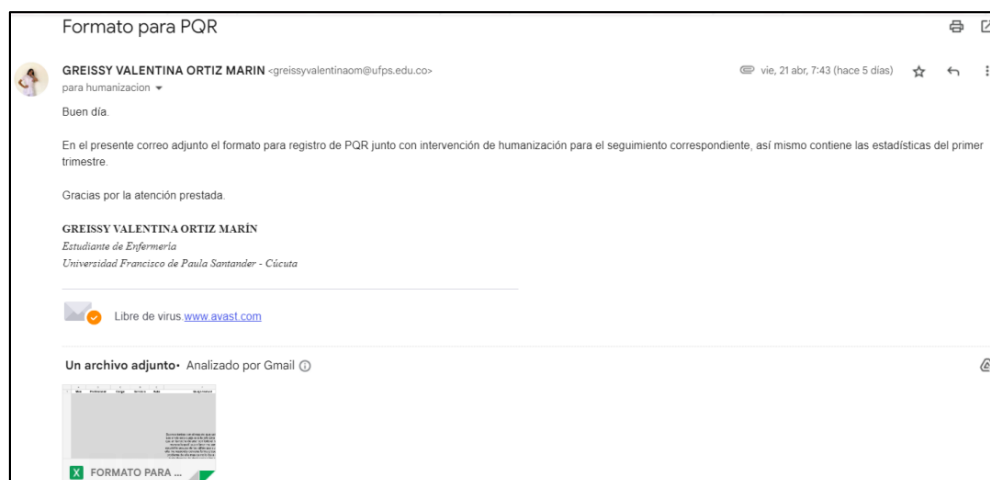 Formato para PQR
GREISSY VALENTINA ORTIZ MARIN <greissyvalentinaom@ufps.edu.co>
vie, 21 abr, 7:43 (hace 5 días)
para humanizacion
Buen día.
En el presente correo adjunto el formato para registro de PQR junto con intervención de humanización para el seguimiento correspondiente, así mismo contiene las estadísticas del primer
trimestre.
Gracias por la atención prestada.
GREISSY VALENTINA ORTIZ MARÍN
Estudiante de Enfermería
Universidad Francisco de Paula Santander - Cúcuta
Libre de virus.www.avast.com
Un archivo adjunto• Analizado por Gmail
X FORMATO PARA ...